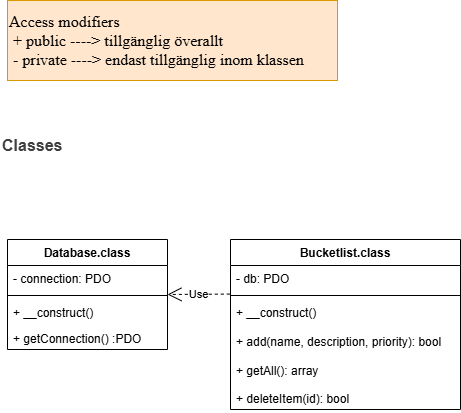 Access modifiers
+ public ----> tillgänglig överallt
- private ----> endast tillgänglig inom klassen
Classes
Database.class
- connection: PDO
+ __construct()
+ getConnection() :PDO
Use
Bucketlist.class
- db: PDO
+ __construct()
+ add(name, description, priority): bool
+ getAll(): array
+ deleteItem(id): bool